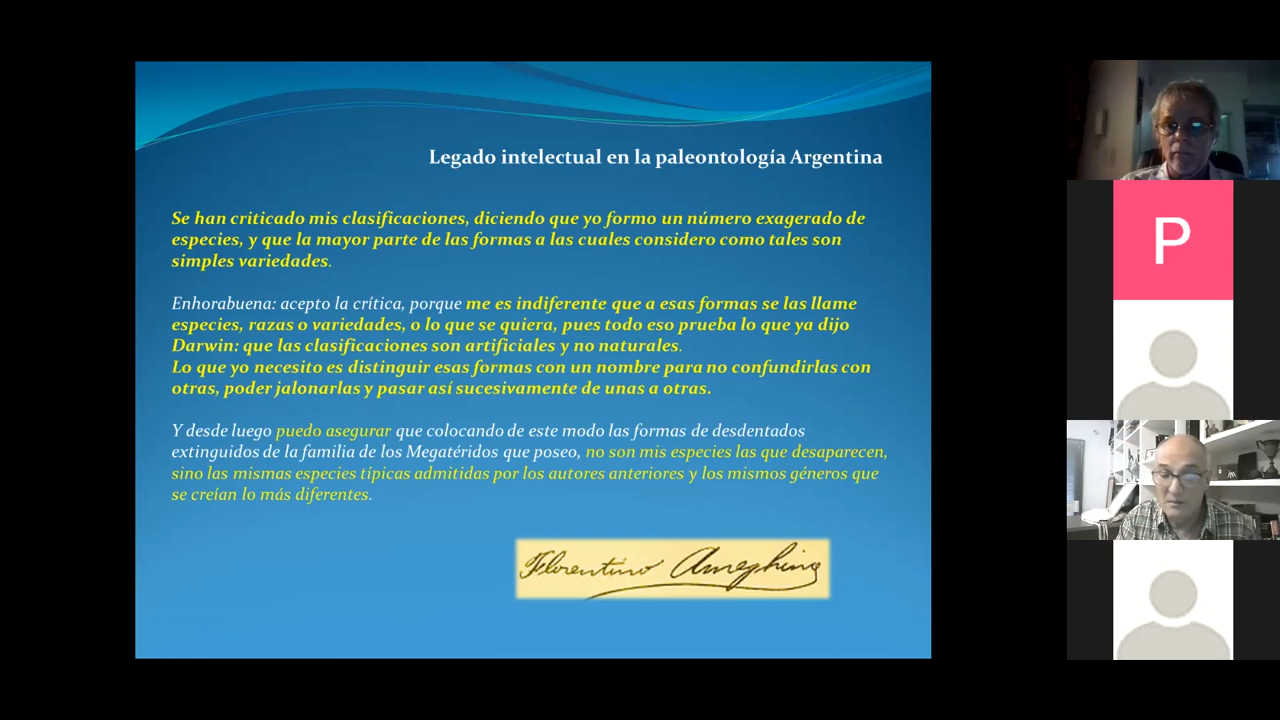 Legado intelectual en la paleontología Argentina
Se han criticado mis clasificaciones, diciendo que yo formo un número exagerado de
especies, y que la mayor parte de las formas a las cuales considero como tales son
simples variedades.
Enhorabuena: acepto la crítica, porque me es indiferente que a esas formas se las llame
especies, razas o variedades, o lo que se quiera, pues todo eso prueba lo que ya dijo
Darwin: que las clasificaciones son artificiales y no naturales.
Lo que yo necesito es distinguir esas formas con un nombre para no confundirlas con
otras, poder jalonarlas y pasar así sucesivamente de unas a otras.
Y desde luego puedo asegurar que colocando de este modo las formas de desdentados
extinguidos de la familia de los Megatéridos que poseo, no son mis especies las que desaparecen,
sino las mismas especies típicas admitidas por los autores anteriores y los mismos géneros que
se creían lo más diferentes.
Florentino Ameghino
P